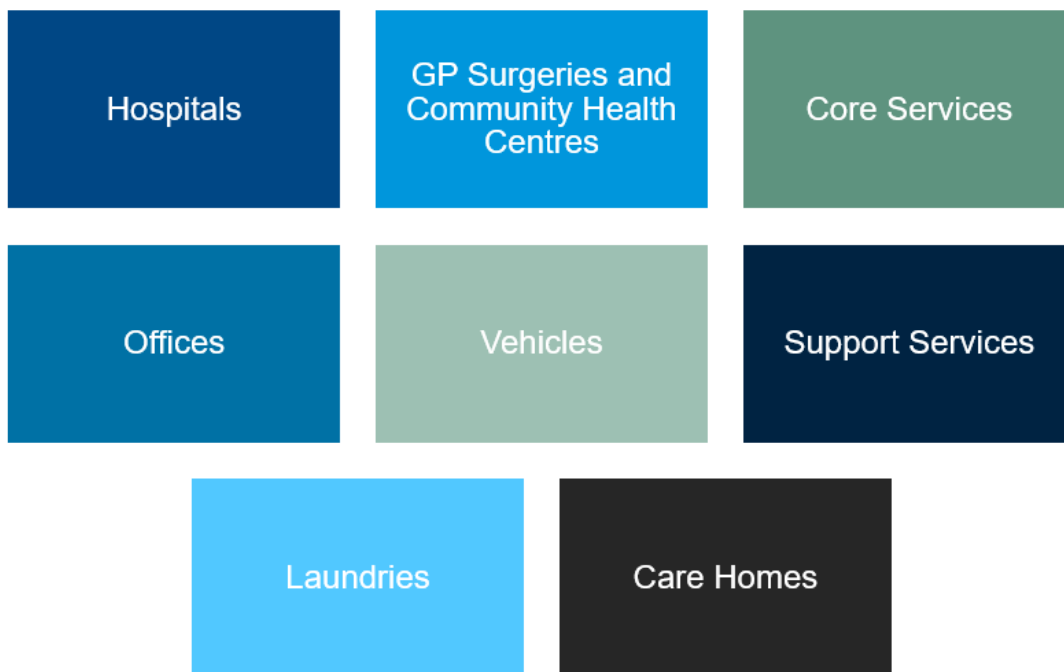 Hospitals
GP Surgeries and
Community Health
Centres
Core Services
Offices
Vehicles
Support Services
Laundries
Care Homes